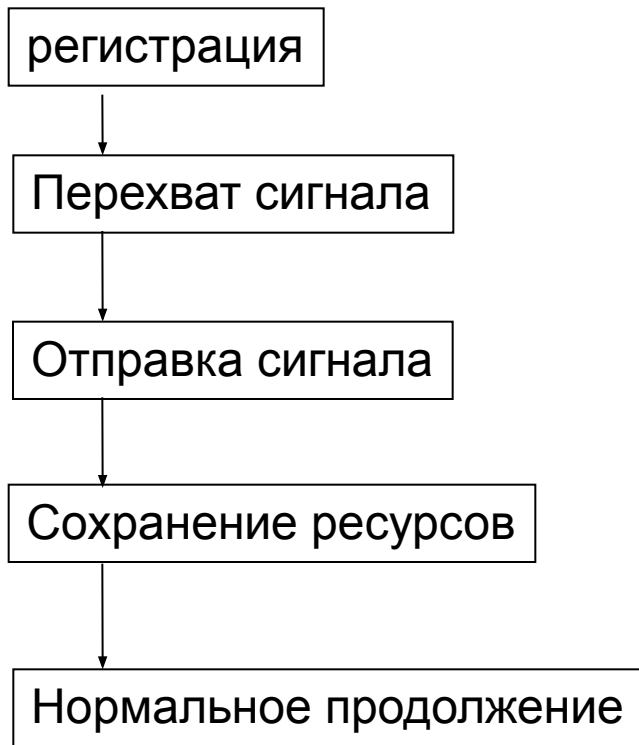 регистрация
Перехват сигнала
Отправка сигнала
Сохранение ресурсов
Нормальное продолжение